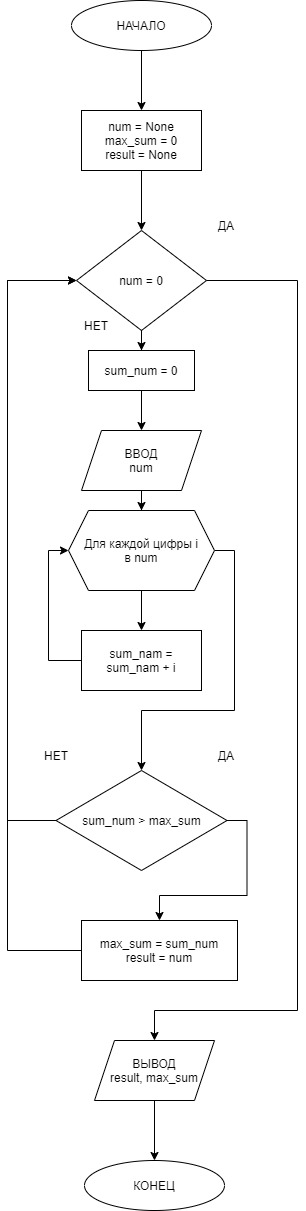 НАЧАЛО
num = None
max_sum = 0
result = None
ДА
num = 0
НЕТ
sum_num = 0
ВВОД
num
Для каждой цифры i
в num
sum_nam =
sum_nam + i
НЕТ
ДА
sum_num > max_sum
max_sum = sum_num
result = num
ВЫВОД
result, max_sum
КОНЕЦ